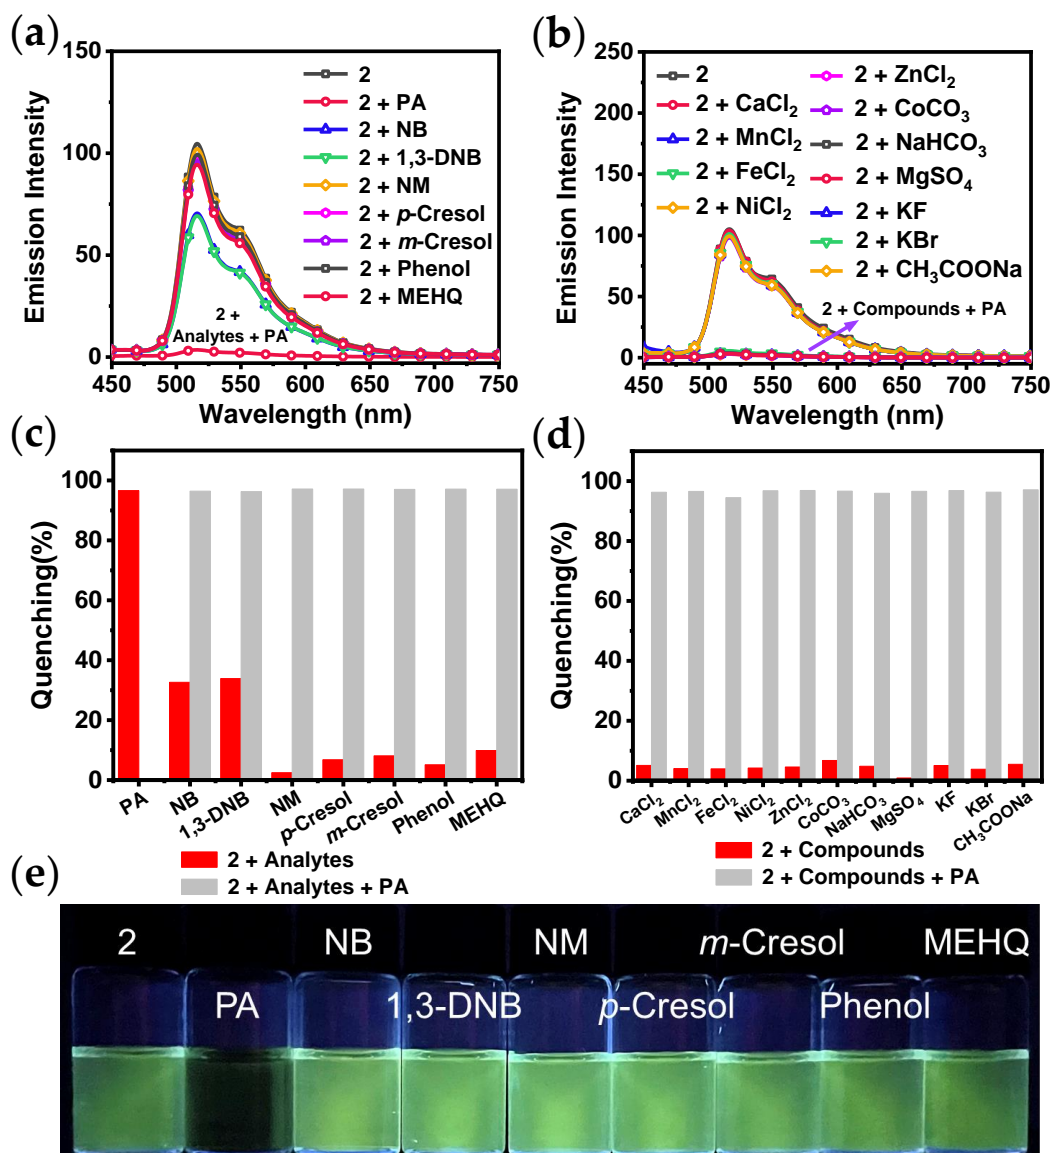 (a)
150
100
50
0
450 500 550 600 650 700 750
Emission Intensity
Wavelength (nm)
2
2 + PA
2 + NB
2 + 1,3-DNB
2 + NM
2 + p-Cresol
2 + m-Cresol
2 + Phenol
2 + MEHQ
2 +
Analytes + PA
(b)
250
200
150
100
50
0
450 500 550 600 650 700 750
Emission Intensity
Wavelength (nm)
2
2 + CaCl₂
2 + MnCl₂
2 + FeCl₂
2 + NiCl₂
2 + ZnCl₂
2 + CoCO₃
2 + NaHCO₃
2 + MgSO₄
2 + KF
2 + KBr
2 + CH₃COONa
2 + Compounds + PA
(c)
100
80
60
40
20
0
Quenching(%)
PA
NB
1,3-DNB
NM
p-Cresol
m-Cresol
Phenol
MEHQ
2 + Analytes
2 + Analytes + PA
(d)
100
80
60
40
20
0
Quenching(%)
CaCl₂
MnCl₂
FeCl₂
NiCl₂
ZnCl₂
CoCO₃
NaHCO₃
MgSO₄
KF
KBr
CH₃COONa
2 + Compounds
2 + Compounds + PA
(e)
2 NB NM m-Cresol MEHQ
PA 1,3-DNB p-Cresol Phenol